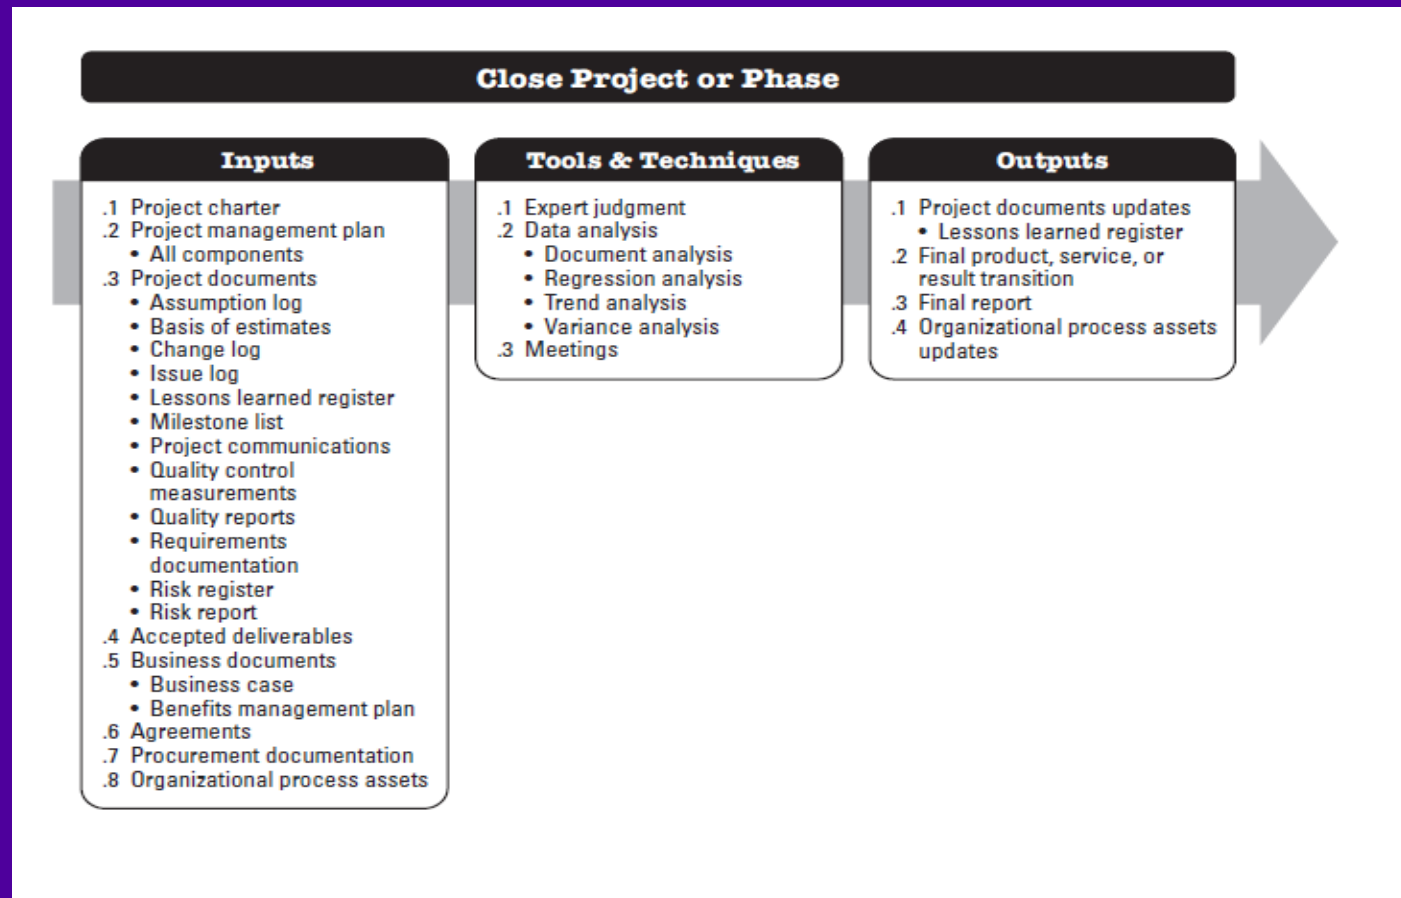 Close Project or Phase
Inputs
.1 Project charter
.2 Project management plan
• All components
.3 Project documents
• Assumption log
• Basis of estimates
• Change log
• Issue log
• Lessons learned register
• Milestone list
• Project communications
• Quality control
measurements
• Quality reports
• Requirements
documentation
• Risk register
• Risk report
.4 Accepted deliverables
.5 Business documents
• Business case
• Benefits management plan
.6 Agreements
.7 Procurement documentation
.8 Organizational process assets
Tools & Techniques
.1 Expert judgment
.2 Data analysis
• Document analysis
• Regression analysis
• Trend analysis
• Variance analysis
.3 Meetings
Outputs
.1 Project documents updates
• Lessons learned register
.2 Final product, service, or
result transition
.3 Final report
.4 Organizational process assets
updates